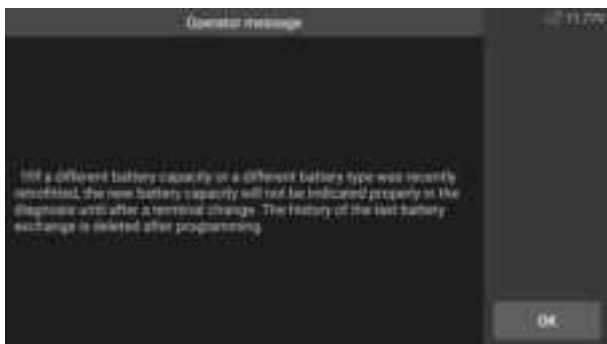 Operator message
11.77V
If a different battery capacity or a different battery type was recently
retrofitted, the new battery capacity will not be indicated properly in the
diagnosis until after a terminal change. The history of the last battery
exchange is deleted after programming.
OK